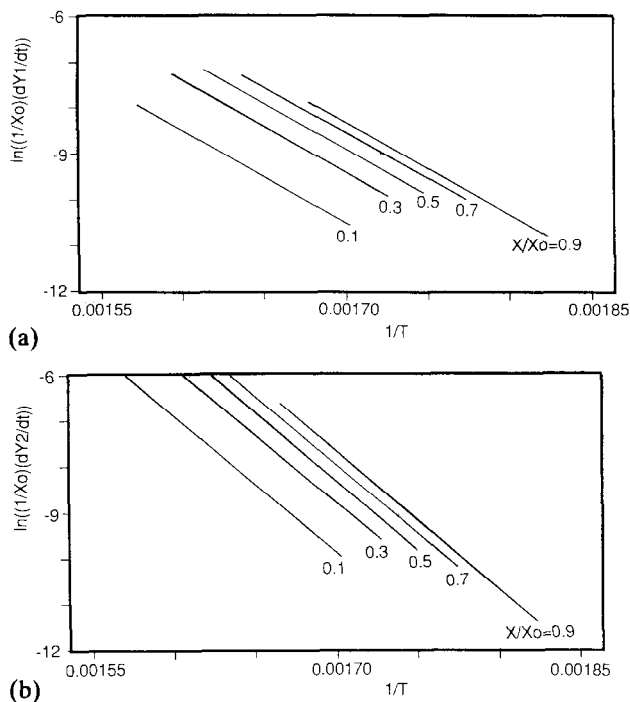 -6
ln((1/Xo)(dY1/dt))
-9
0.3
0.5
0.7
0.1
X/Xo=0.9
-12
0.00155
0.00170
0.00185
(a)
1/T
-6
ln((1/Xo)(dY2/dt))
-9
0.1
0.3
0.5
0.7
X/Xo=0.9
-12
0.00155
0.00170
0.00185
(b)
1/T